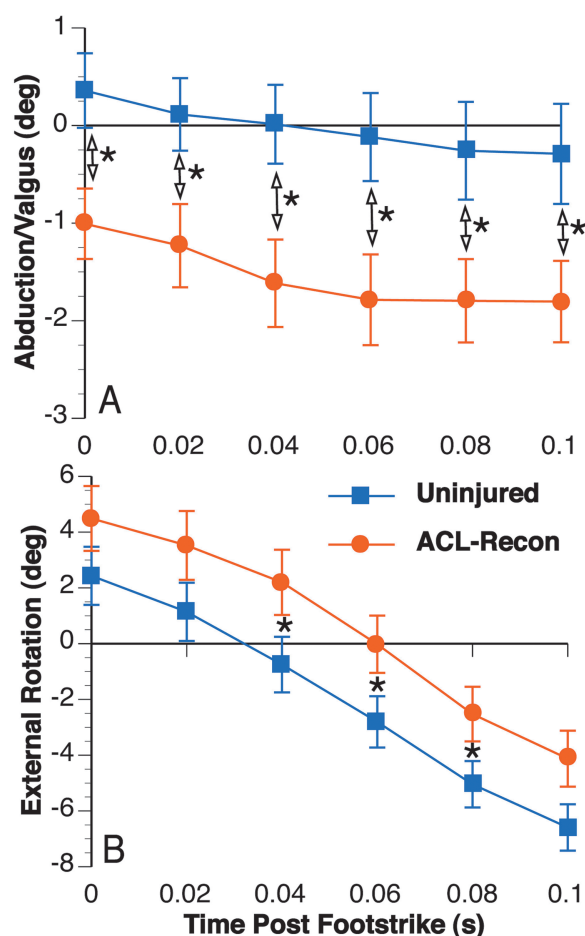 Abduction/Valgus (deg)
1
0
-1
-2
-3
* * * * * *
A
0 0.02 0.04 0.06 0.08 0.1
External Rotation (deg)
6
4
2
0
-2
-4
-6
-8
Uninjured
ACL-Recon
* * *
B
0 0.02 0.04 0.06 0.08 0.1
Time Post Footstrike (s)